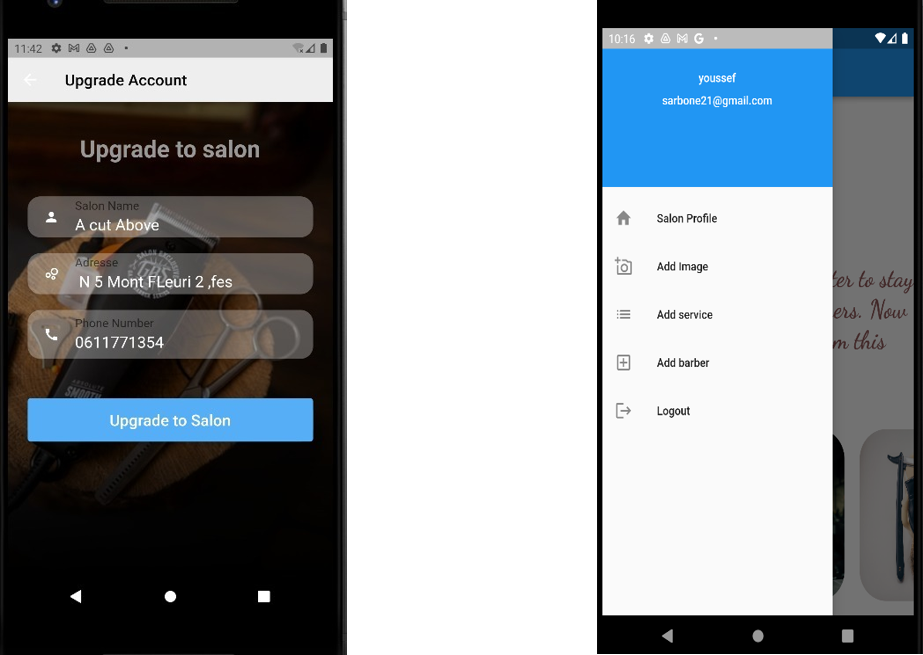 11:42
Upgrade Account
Upgrade to salon
Salon Name
A cut Above
Adresse
N 5 Mont FLeuri 2 ,fes
Phone Number
0611771354
Upgrade to Salon
10:16
youssef
sarbone21@gmail.com
Salon Profile
Add Image
Add service
Add barber
Logout
ter to stay
ers. Now
m this